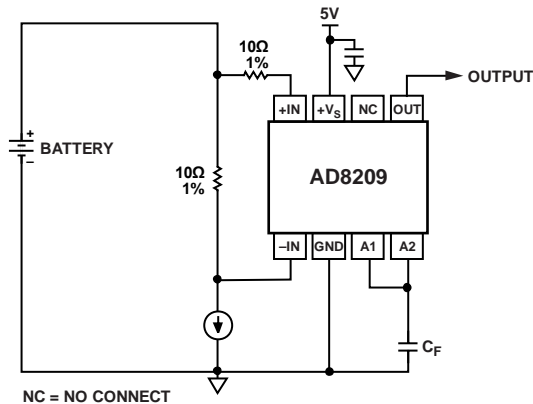 5V
10Ω
1%
OUTPUT
+IN
+VS
NC
OUT
+
BATTERY
–
10Ω
1%
AD8209
–IN
GND
A1
A2
CF
NC = NO CONNECT